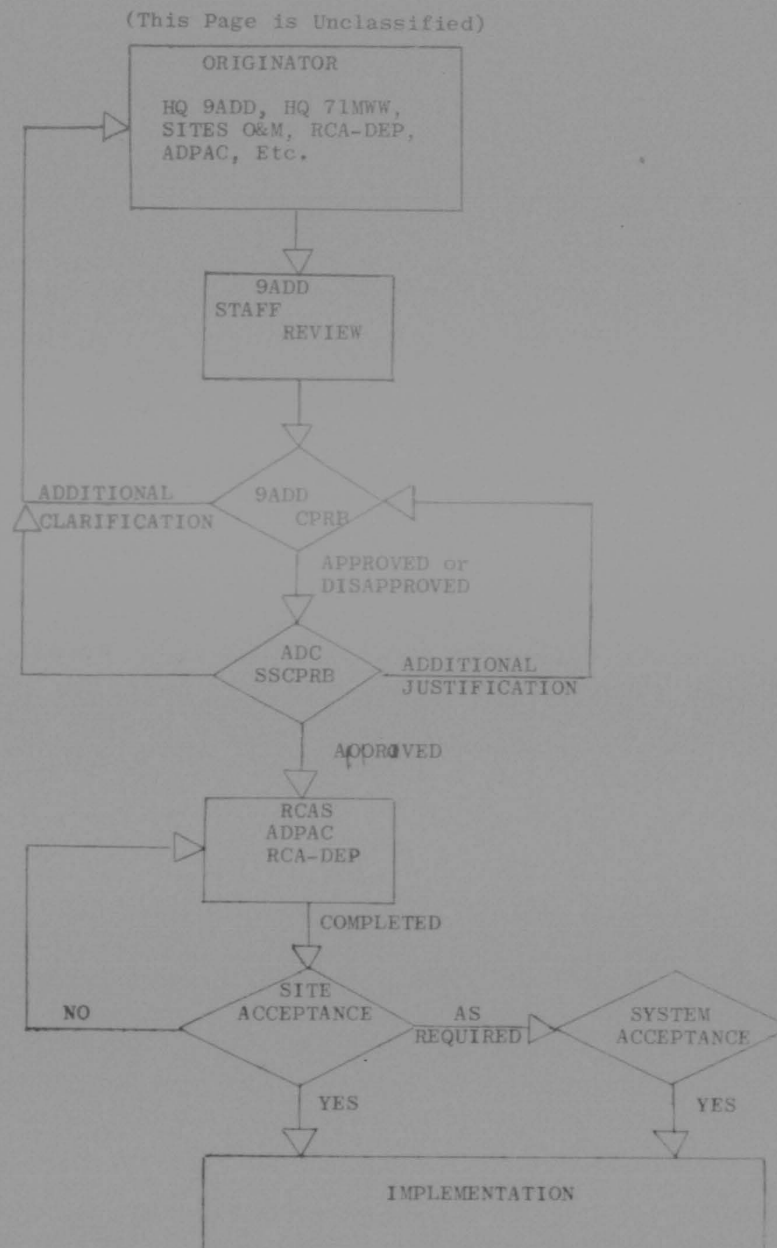 (This Page is Unclassified)
ORIGINATOR
HQ 9ADD, HQ 71MWW,
SITES O&M, RCA-DEP,
ADPAC, Etc.
9ADD
STAFF
REVIEW
ADDITIONAL
CLARIFICATION
9ADD
CPRB
APPROVED or
DISAPPROVED
ADC
SSCPRB
ADDITIONAL
JUSTIFICATION
APPROVED
RCAS
ADPAC
RCA-DEP
COMPLETED
SITE
ACCEPTANCE
NO
AS
REQUIRED
SYSTEM
ACCEPTANCE
YES
YES
IMPLEMENTATION